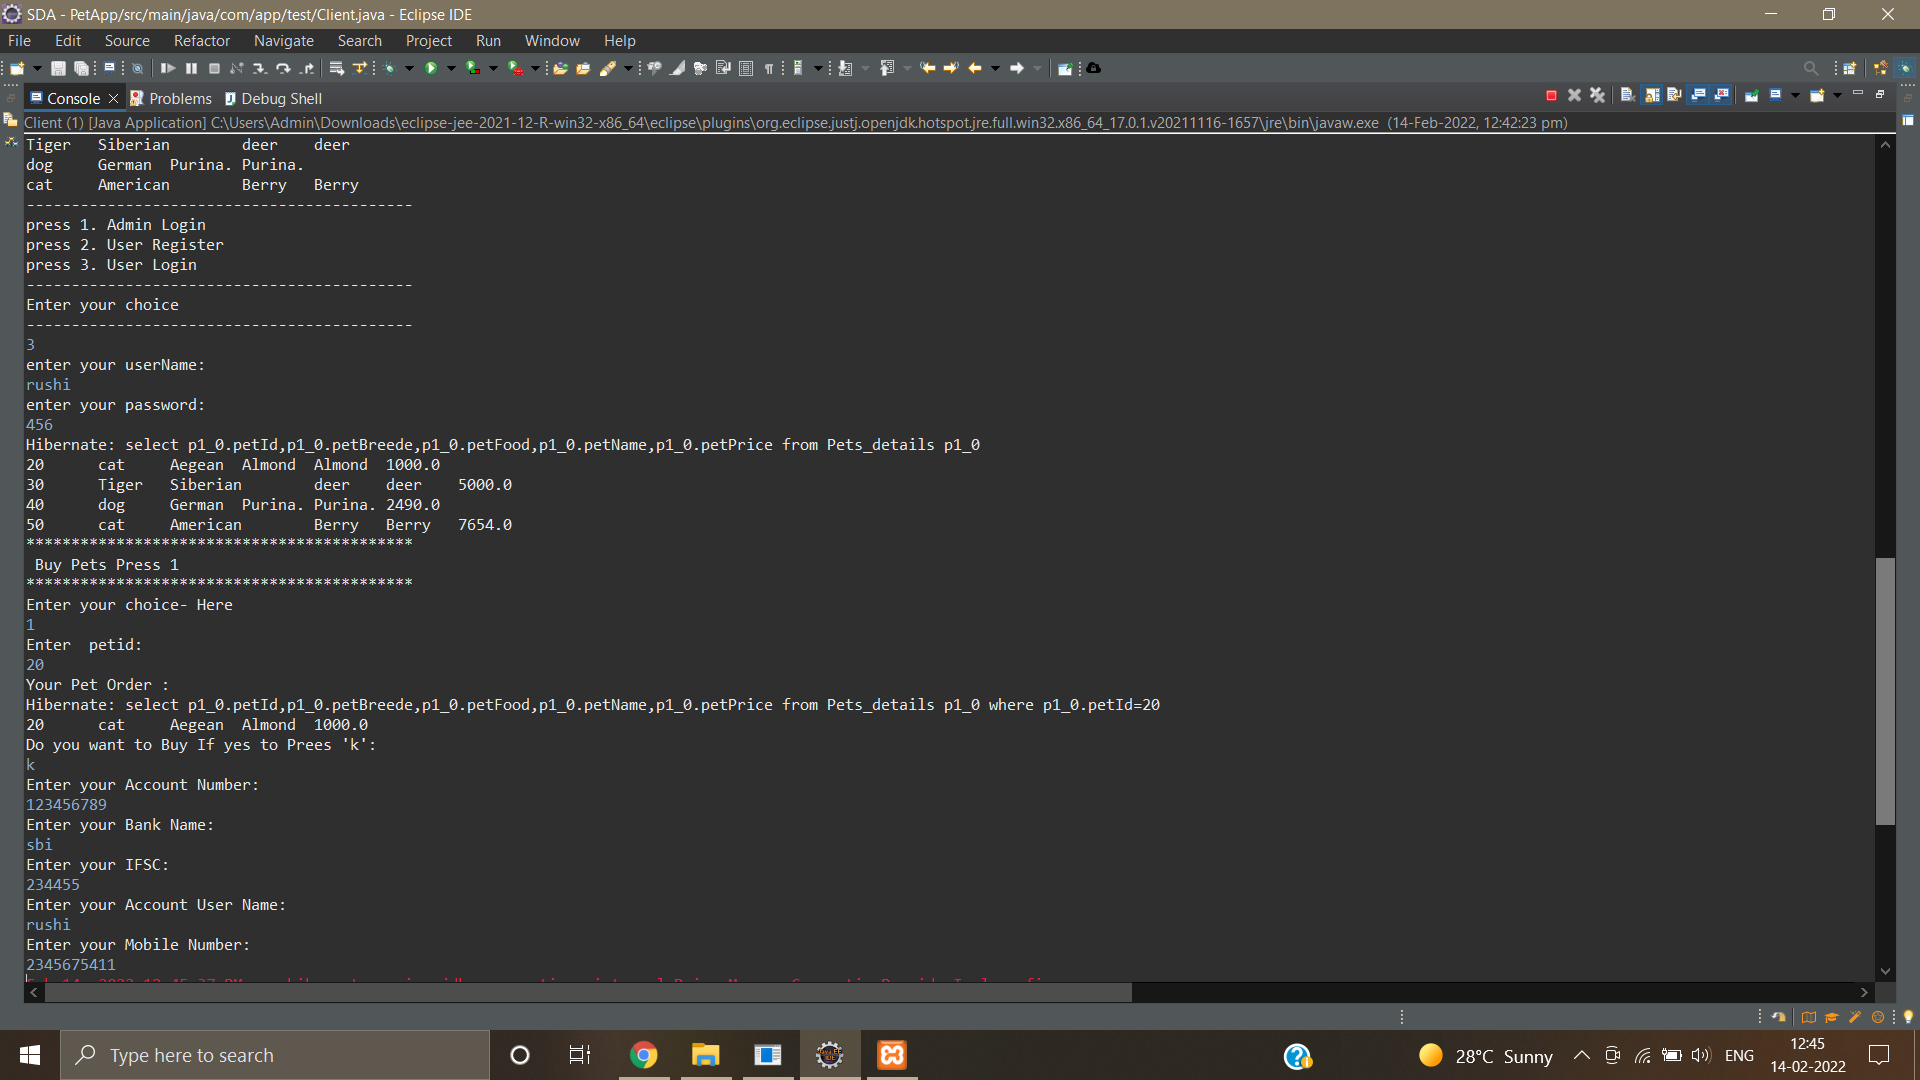 SDA - PetApp/src/main/java/com/app/test/Client.java - Eclipse IDE
File Edit Source Refactor Navigate Search Project Run Window Help
Console Problems Debug Shell
Client (1) [Java Application] C:\Users\Admin\Downloads\eclipse-jee-2021-12-R-win32-x86_64\eclipse\plugins\org.eclipse.justj.openjdk.hotspot.jre.full.win32.x86_64_17.0.1.v20211116-1657\jre\bin\javaw.exe (14-Feb-2022, 12:42:23 pm)
Tiger Siberian deer deer
dog German Purina. Purina.
cat American Berry Berry
-------------------------------------------
press 1. Admin Login
press 2. User Register
press 3. User Login
-------------------------------------------
Enter your choice
-------------------------------------------
3
enter your userName:
rushi
enter your password:
456
Hibernate: select p1_0.petId,p1_0.petBreede,p1_0.petFood,p1_0.petName,p1_0.petPrice from Pets_details p1_0
20 cat Aegean Almond Almond 1000.0
30 Tiger Siberian deer deer 5000.0
40 dog German Purina. Purina. 2490.0
50 cat American Berry Berry 7654.0
*******************************************
Buy Pets Press 1
*******************************************
Enter your choice- Here
1
Enter  petid:
20
Your Pet Order :
Hibernate: select p1_0.petId,p1_0.petBreede,p1_0.petFood,p1_0.petName,p1_0.petPrice from Pets_details p1_0 where p1_0.petId=20
20 cat Aegean Almond 1000.0
Do you want to Buy If yes to Prees 'k':
k
Enter your Account Number:
123456789
Enter your Bank Name:
sbi
Enter your IFSC:
234455
Enter your Account User Name:
rushi
Enter your Mobile Number:
2345675411
Type here to search
28°C Sunny
ENG
12:45
14-02-2022